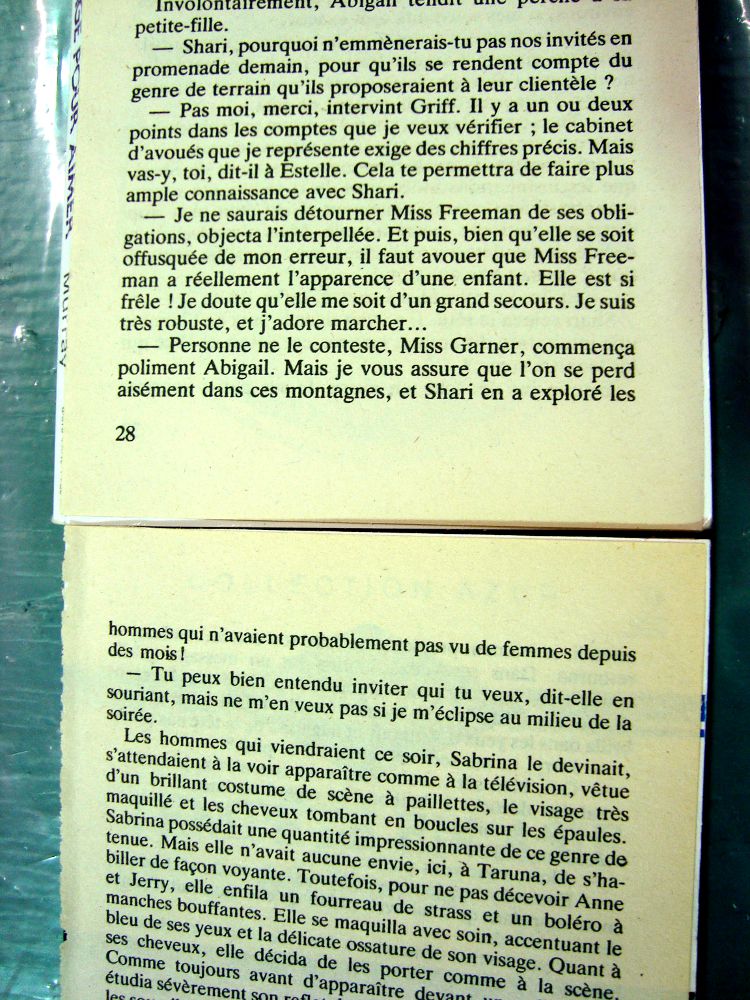 Involontairement, Abigail tendit une perche à sa
petite-fille.
— Shari, pourquoi n'emmènerais-tu pas nos invités en
promenade demain, pour qu'ils se rendent compte du
genre de terrain qu'ils proposeraient à leur clientèle ?
— Pas moi, merci, intervint Griff. Il y a un ou deux
points dans les comptes que je veux vérifier ; le cabinet
d'avoués que je représente exige des chiffres précis. Mais
vas-y, toi, dit-il à Estelle. Cela te permettra de faire plus
ample connaissance avec Shari.
— Je ne saurais détourner Miss Freeman de ses obli-
gations, objecta l'interpellée. Et puis, bien qu'elle se soit
offusquée de mon erreur, il faut avouer que Miss Free-
man a réellement l'apparence d'une enfant. Elle est si
frêle ! Je doute qu'elle me soit d'un grand secours. Je suis
très robuste, et j'adore marcher...
— Personne ne le conteste, Miss Garner, commença
poliment Abigail. Mais je vous assure que l'on se perd
aisément dans ces montagnes, et Shari en a exploré les
28
POUR AIMER Murray
hommes qui n'avaient probablement pas vu de femmes depuis
des mois !
— Tu peux bien entendu inviter qui tu veux, dit-elle en
souriant, mais ne m'en veux pas si je m'éclipse au milieu de la
soirée.
Les hommes qui viendraient ce soir, Sabrina le devinait,
s'attendaient à la voir apparaître comme à la télévision, vêtue
d'un brillant costume de scène à paillettes, le visage très
maquillé et les cheveux tombant en boucles sur les épaules.
Sabrina possédait une quantité impressionnante de ce genre de
tenue. Mais elle n'avait aucune envie, ici, à Taruna, de s'ha-
biller de façon voyante. Toutefois, pour ne pas décevoir Anne
et Jerry, elle enfila un fourreau de strass et un boléro à
manches bouffantes. Elle se maquilla avec soin, accentuant le
bleu de ses yeux et la délicate ossature de son visage. Quant à
ses cheveux, elle décida de les porter comme à la scène.
Comme toujours avant d'apparaître devant
étudia sévèrement son